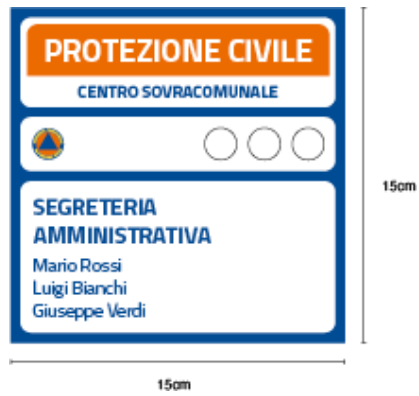 PROTEZIONE CIVILE
CENTRO SOVRACOMUNALE
SEGRETERIA
AMMINISTRATIVA
Mario Rossi
Luigi Bianchi
Giuseppe Verdi
15cm
15cm